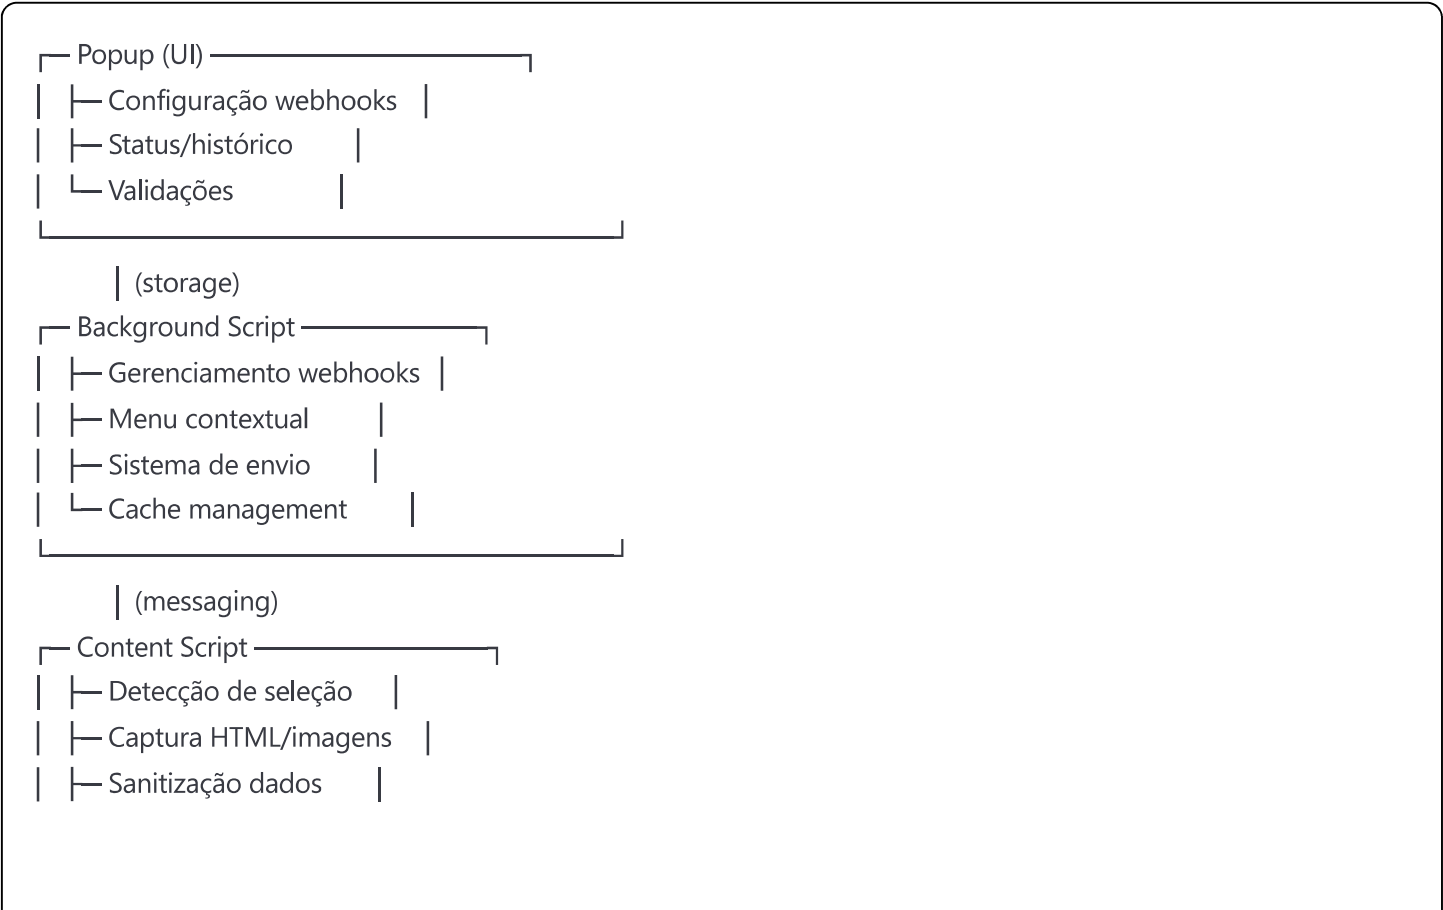 ┌─ Popup (UI) ─────────────────┐
│ ├─ Configuração webhooks │
│ ├─ Status/histórico │
│ └─ Validações │
└──────────────────────────────┘
│ (storage)
┌─ Background Script ─────────┐
│ ├─ Gerenciamento webhooks │
│ ├─ Menu contextual │
│ ├─ Sistema de envio │
│ └─ Cache management │
└──────────────────────────────┘
│ (messaging)
┌─ Content Script ─────────────┐
│ ├─ Detecção de seleção │
│ ├─ Captura HTML/imagens │
│ ├─ Sanitização dados │